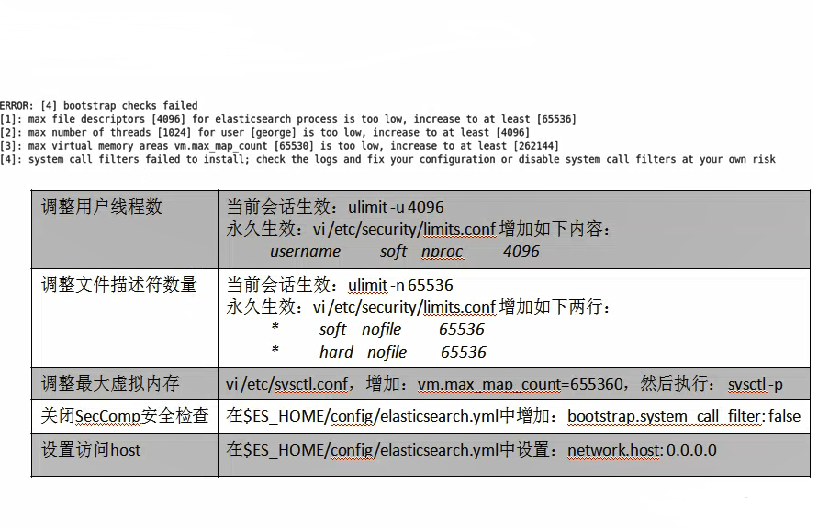 ERROR: [4] bootstrap checks failed
[1]: max file descriptors [4096] for elasticsearch process is too low, increase to at least [65536]
[2]: max number of threads [1024] for user [george] is too low, increase to at least [4096]
[3]: max virtual memory areas vm.max_map_count [65530] is too low, increase to at least [262144]
[4]: system call filters failed to install; check the logs and fix your configuration or disable system call filters at your own risk
调整用户线程数
当前会话生效：ulimit -u 4096
永久生效：vi /etc/security/limits.conf 增加如下内容：
username soft nproc 4096
调整文件描述符数量
当前会话生效：ulimit -n 65536
永久生效：vi /etc/security/limits.conf 增加如下两行：
* soft nofile 65536
* hard nofile 65536
调整最大虚拟内存
vi /etc/sysctl.conf，增加：vm.max_map_count=655360，然后执行：sysctl -p
关闭SecComp安全检查
在$ES_HOME/config/elasticsearch.yml中增加：bootstrap.system_call_filter: false
设置访问host
在$ES_HOME/config/elasticsearch.yml中设置：network.host: 0.0.0.0